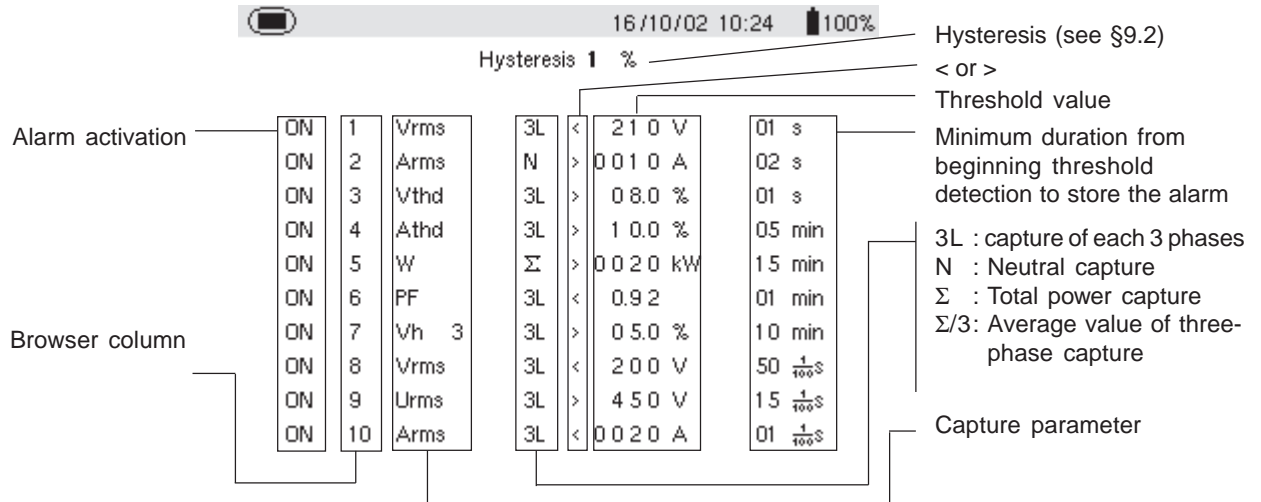 16/10/02 10:24 100%
Hysteresis 1 %
Hysteresis (see §9.2)
< or >
Threshold value
Minimum duration from
beginning threshold
detection to store the alarm
3L : capture of each 3 phases
N : Neutral capture
Σ : Total power capture
Σ/3: Average value of three-
phase capture
Capture parameter
Alarm activation
Browser column
ON 1 Vrms 3L < 210 V 01 s
ON 2 Arms N > 0010 A 02 s
ON 3 Vthd 3L > 08.0 % 01 s
ON 4 Athd 3L > 10.0 % 05 min
ON 5 W Σ > 0020 kW 15 min
ON 6 PF 3L < 0.92 01 min
ON 7 Vh 3 3L > 05.0 % 10 min
ON 8 Vrms 3L < 200 V 50 1/100s
ON 9 Urms 3L > 450 V 15 1/100s
ON 10 Arms 3L < 0020 A 01 1/100s